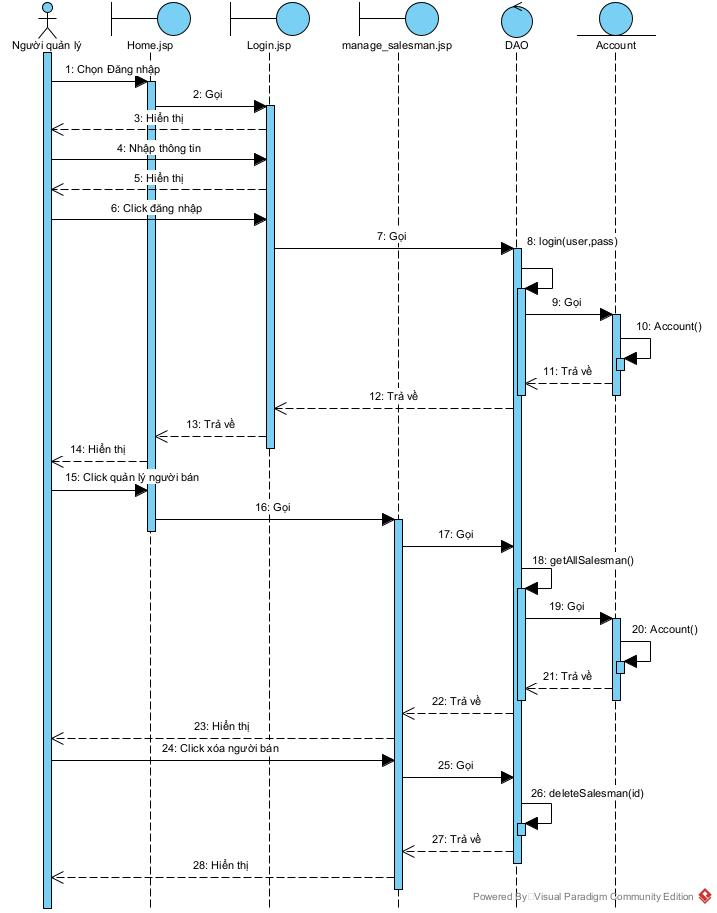 Người quản lý
Home.jsp
Login.jsp
manage_salesman.jsp
DAO
Account
1: Chọn Đăng nhập
2: Gọi
3: Hiển thị
4: Nhập thông tin
5: Hiển thị
6: Click đăng nhập
7: Gọi
8: login(user,pass)
9: Gọi
10: Account()
11: Trả về
12: Trả về
13: Trả về
14: Hiển thị
15: Click quản lý người bán
16: Gọi
17: Gọi
18: getAllSalesman()
19: Gọi
20: Account()
21: Trả về
22: Trả về
23: Hiển thị
24: Click xóa người bán
25: Gọi
26: deleteSalesman(id)
27: Trả về
28: Hiển thị
Powered By Visual Paradigm Community Edition